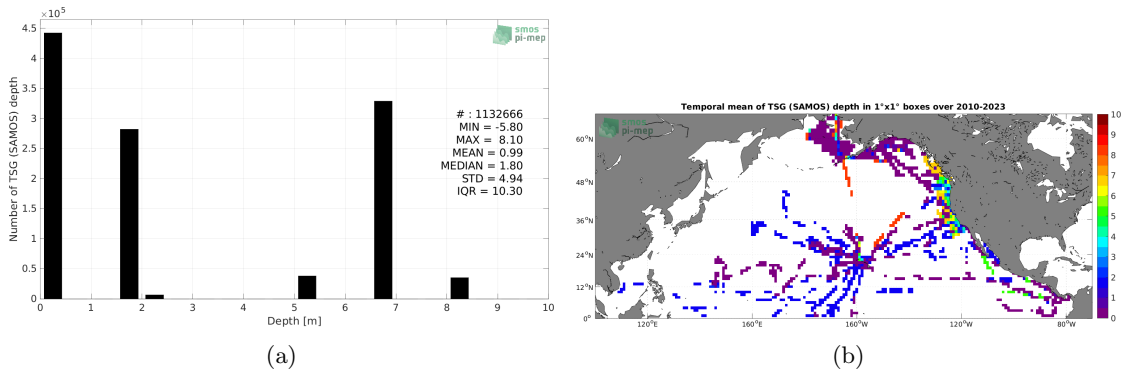 ×10⁵
4.5
4
3.5
3
2.5
2
1.5
1
0.5
0
Number of TSG (SAMOS) depth
smos
pi-mep
# : 1132666
MIN = -5.80
MAX = 8.10
MEAN = 0.99
MEDIAN = 1.80
STD = 4.94
IQR = 10.30
0 1 2 3 4 5 6 7 8 9 10
Depth [m]
(a)
Temporal mean of TSG (SAMOS) depth in 1°x1° boxes over 2010-2023
smos
pi-mep
60°N
48°N
36°N
24°N
12°N
0°
120°E 160°E 160°W 120°W 80°W
10
9
8
7
6
5
4
3
2
1
0
(b)